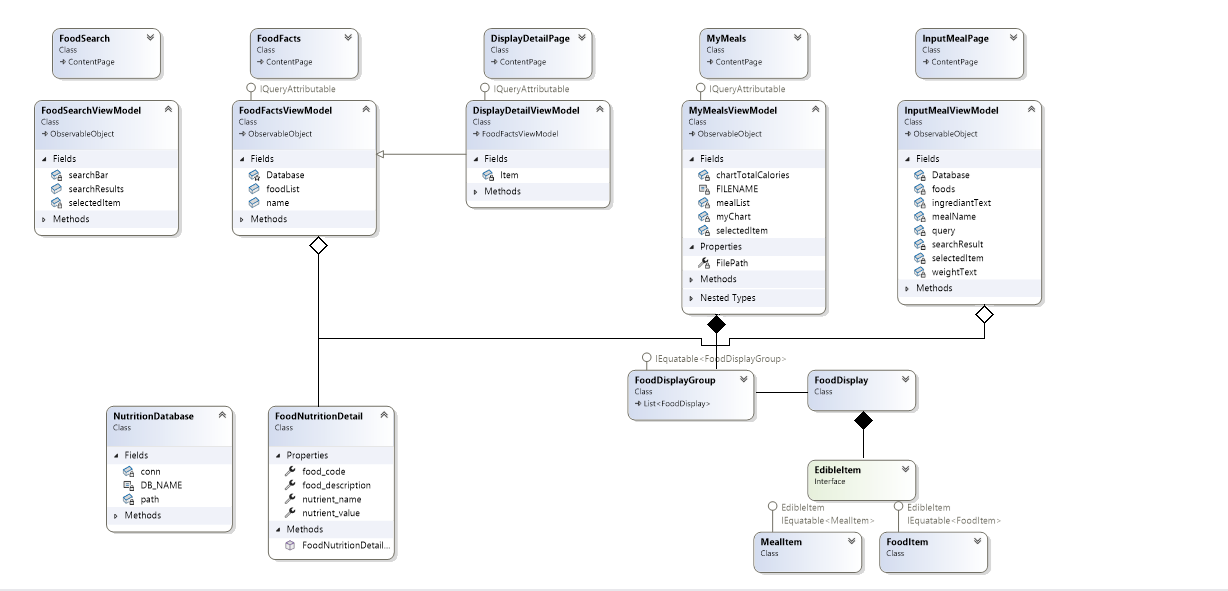 FoodSearch
Class
ContentPage
FoodFacts
Class
ContentPage
DisplayDetailPage
Class
ContentPage
MyMeals
Class
ContentPage
InputMealPage
Class
ContentPage
IQueryAttributable
IQueryAttributable
IQueryAttributable
FoodSearchViewModel
Class
ObservableObject
Fields
searchBar
searchResults
selectedItem
Methods
FoodFactsViewModel
Class
ObservableObject
Fields
Database
foodList
name
Methods
DisplayDetailViewModel
Class
FoodFactsViewModel
Fields
Item
Methods
MyMealsViewModel
Class
ObservableObject
Fields
chartTotalCalories
FILENAME
mealList
myChart
selectedItem
Properties
FilePath
Methods
Nested Types
InputMealViewModel
Class
ObservableObject
Fields
Database
foods
ingrediantText
mealName
query
searchResult
selectedItem
weightText
Methods
IEquatable<FoodDisplayGroup>
FoodDisplayGroup
Class
List<FoodDisplay>
FoodDisplay
Class
NutritionDatabase
Class
Fields
conn
DB_NAME
path
Methods
FoodNutritionDetail
Class
Properties
food_code
food_description
nutrient_name
nutrient_value
Methods
FoodNutritionDetail...
EdibleItem
Interface
EdibleItem
IEquatable<MealItem>
EdibleItem
IEquatable<FoodItem>
MealItem
Class
FoodItem
Class